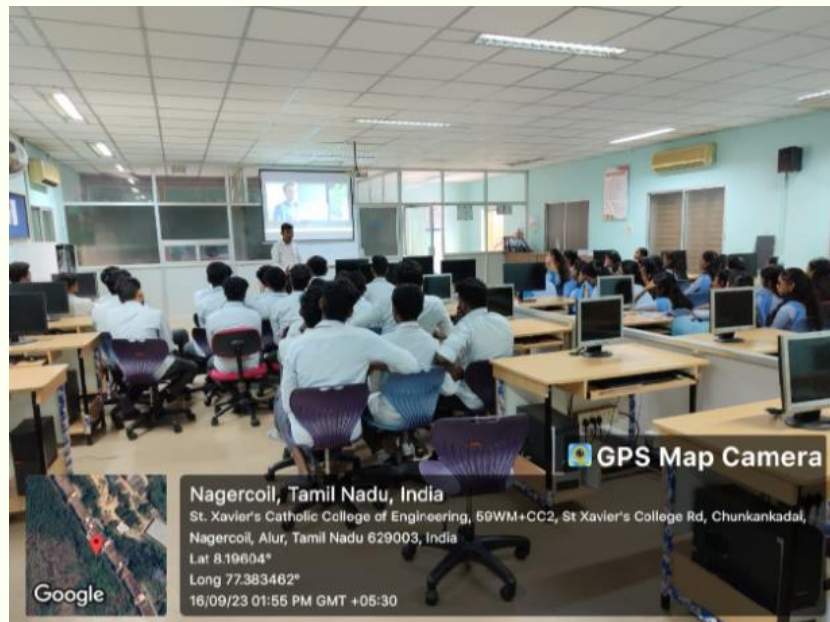 GPS Map Camera
Nagercoil, Tamil Nadu, India
St. Xavier's Catholic College of Engineering, 59WM+CC2, St Xavier's College Rd, Chunkankadai,
Nagercoil, Alur, Tamil Nadu 629003, India
Lat 8.19604°
Long 77.383462°
16/09/23 01:55 PM GMT +05:30
Google